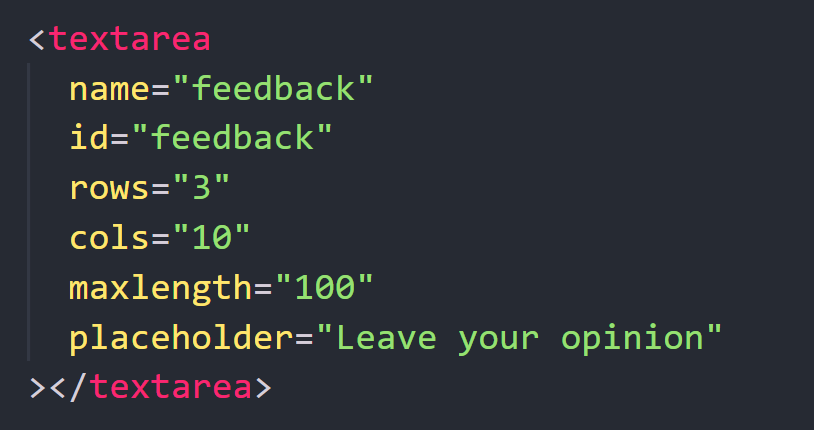 <textarea
name="feedback"
id="feedback"
rows="3"
cols="10"
maxlength="100"
placeholder="Leave your opinion"
></textarea>